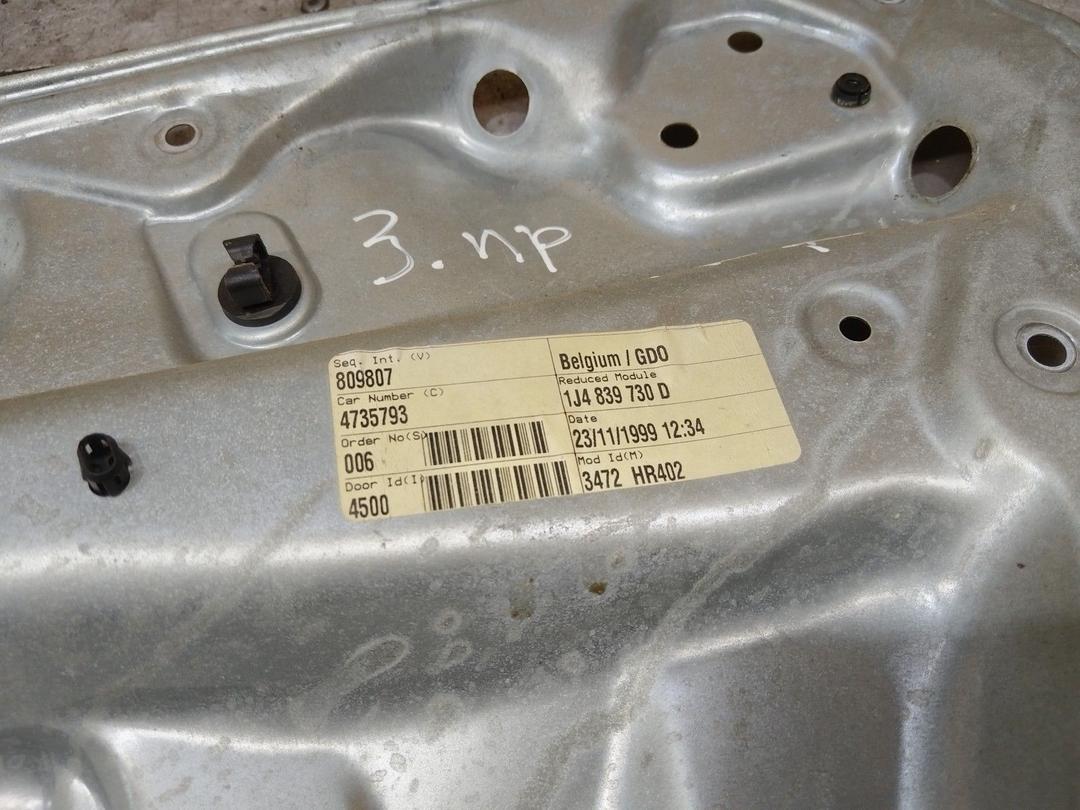 3. пр
Seq. Int. (V)
809807
Car Number (C)
4735793
Order No(S)
006
Door Id(I)
4500
Belgium / GDO
Reduced Module
1J4 839 730 D
Date
23/11/1999 12:34
Mod Id(M)
3472 HR402